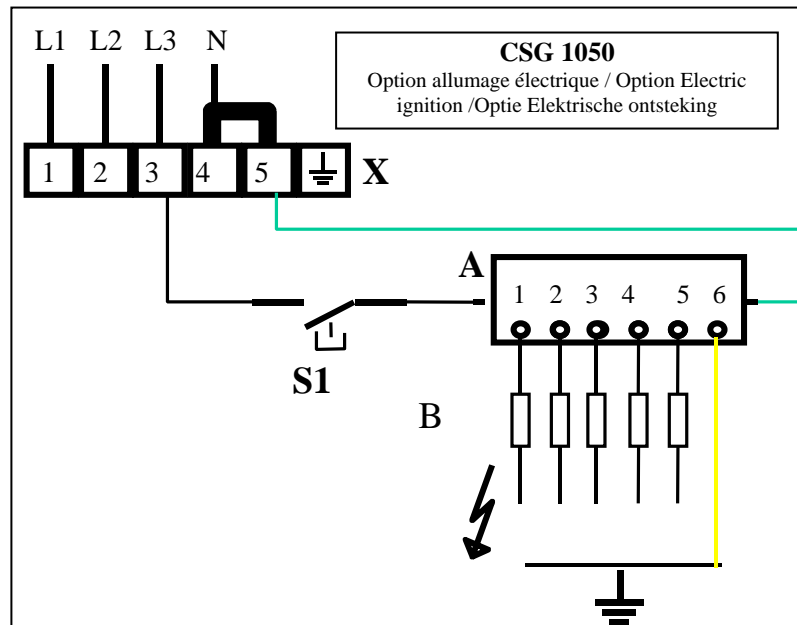 L1 L2 L3 N
CSG 1050
Option allumage électrique / Option Electric
ignition /Optie Elektrische ontsteking
1 2 3 4 5 X
A
1 2 3 4 5 6
S1
B